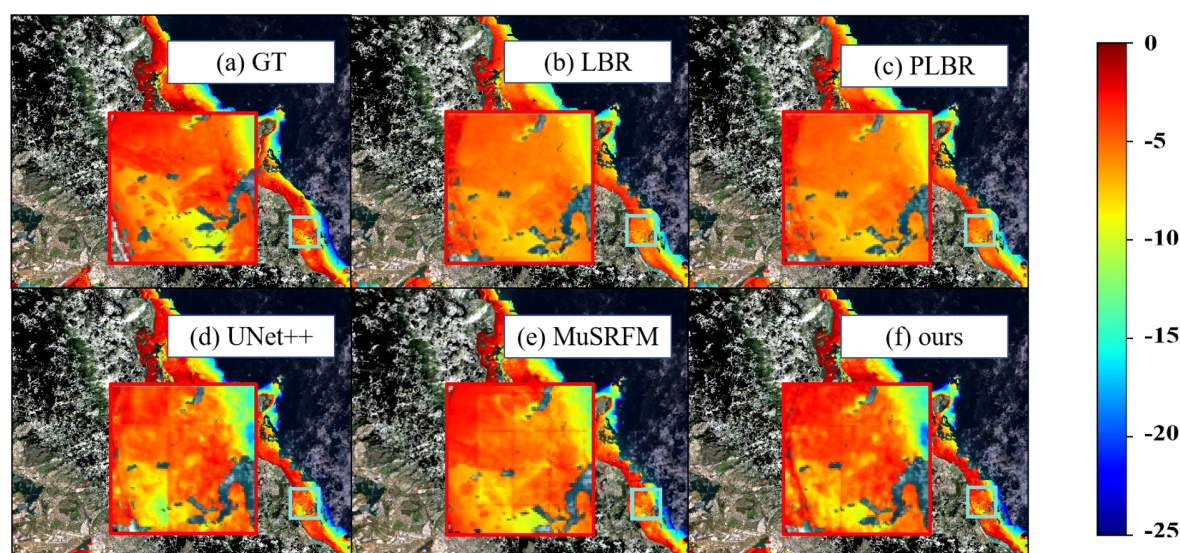 (a) GT
(b) LBR
(c) PLBR
(d) UNet++
(e) MuSRFM
(f) ours
0
-5
-10
-15
-20
-25